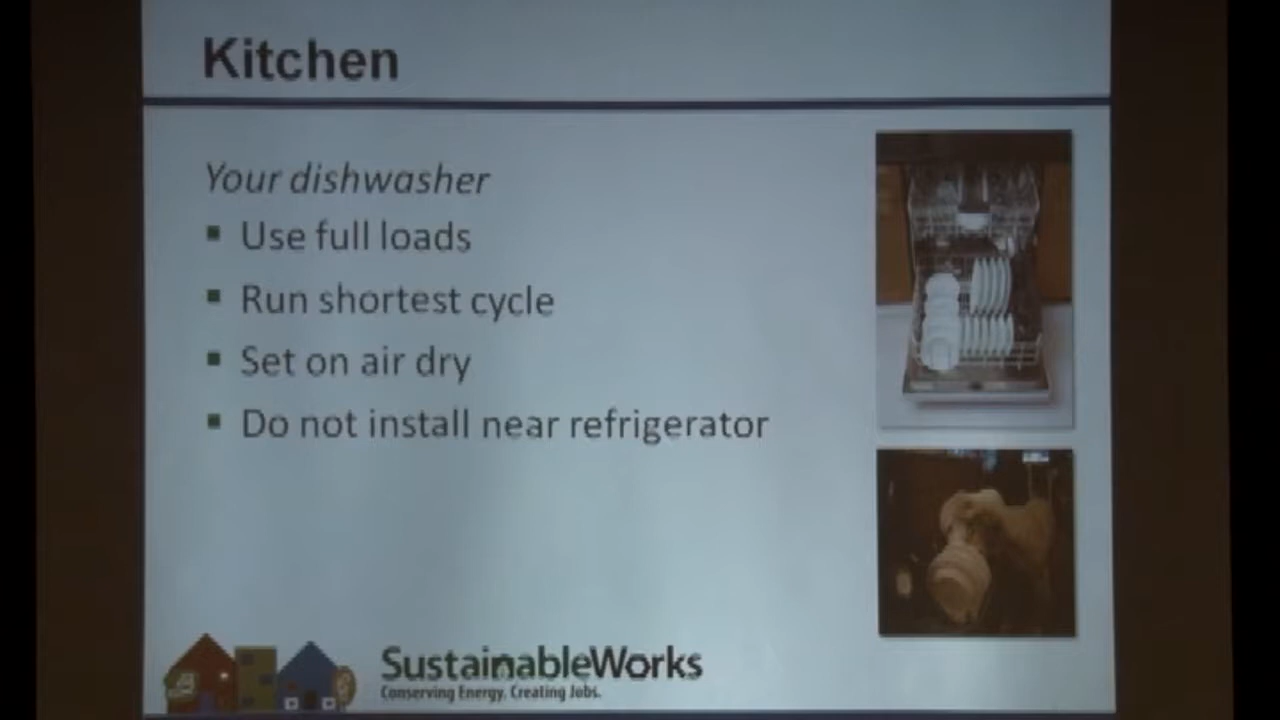 Kitchen
Your dishwasher
Use full loads
Run shortest cycle
Set on air dry
Do not install near refrigerator
SustainableWorks
Conserving Energy. Creating Jobs.